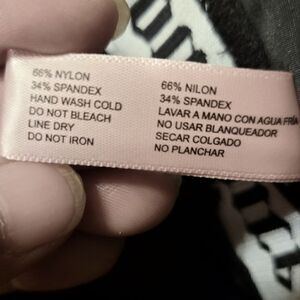 66% NYLON
34% SPANDEX
HAND WASH COLD
DO NOT BLEACH
LINE DRY
DO NOT IRON
66% NILON
34% SPANDEX
LAVAR A MANO CON AGUA FRIA
NO USAR BLANQUEADOR
SECAR COLGADO
NO PLANCHAR